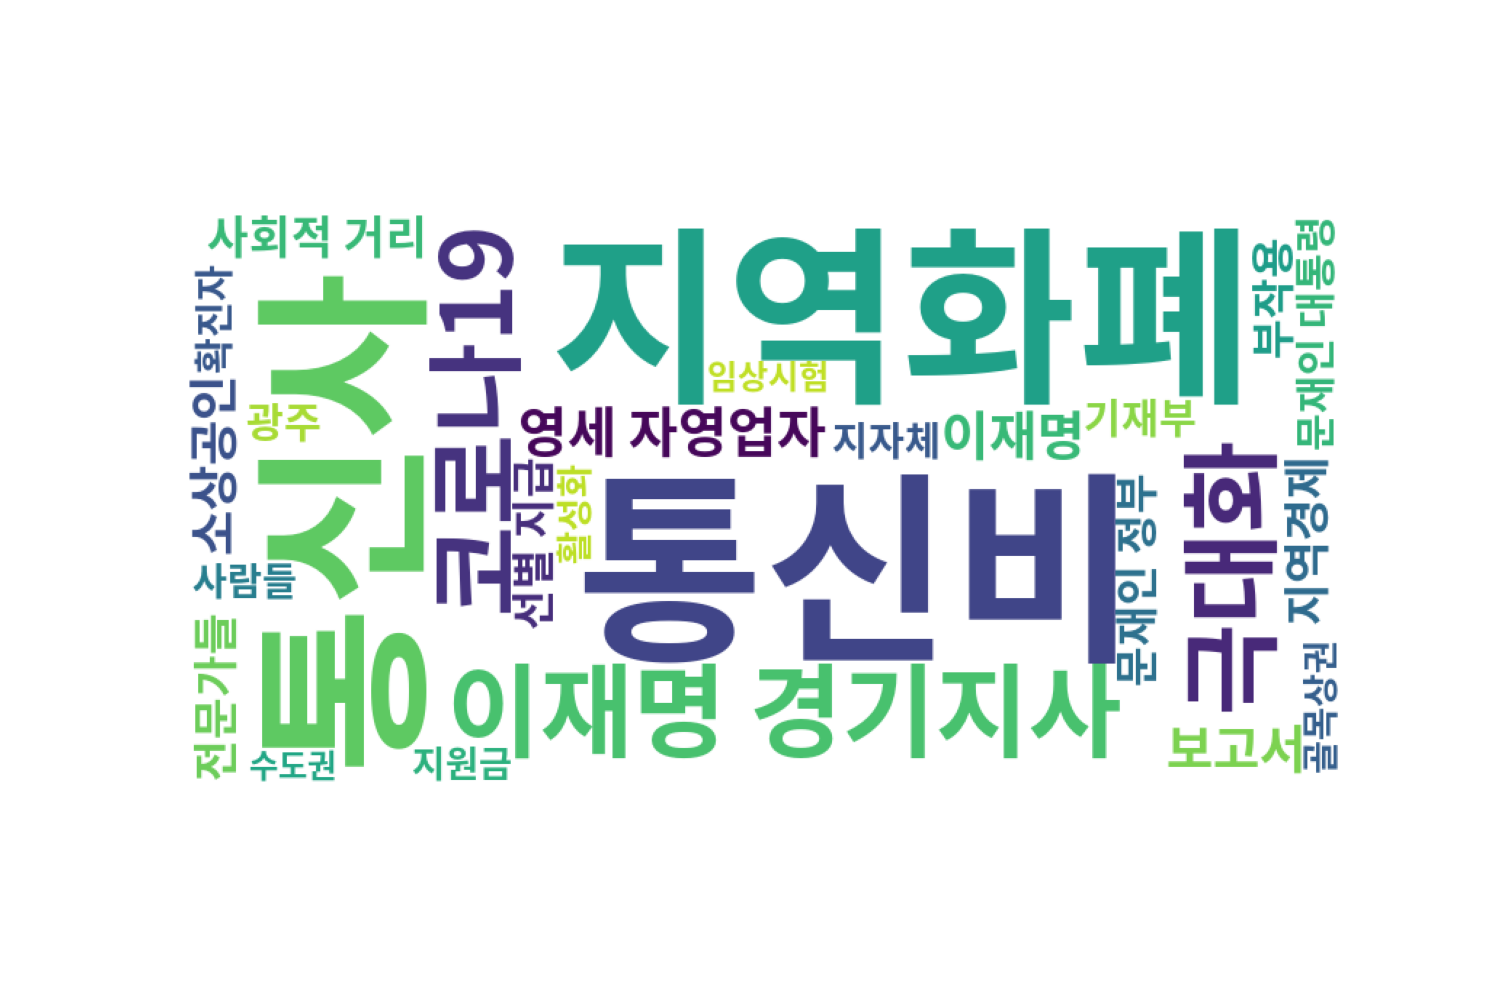 사회적 거리
확진자
소상공인
광주
사람들
전문가들
수도권
통신사
코로나19
선별 지급
활성화
지역화폐
임상시험
영세 자영업자
지자체
이재명
기재부
통신비
이재명 경기지사
지원금
문재인 정부
극대화
부작용
문재인 대통령
지역경제
골목상권
보고서